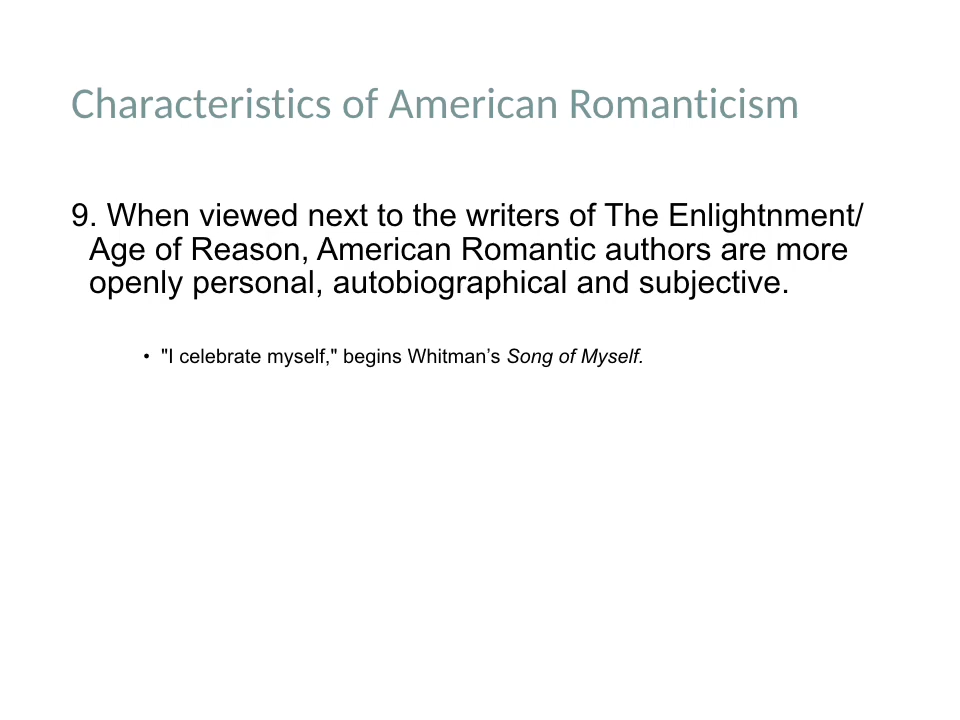 Characteristics of American Romanticism
9. When viewed next to the writers of The Enlightnment/
Age of Reason, American Romantic authors are more
openly personal, autobiographical and subjective.
• "I celebrate myself," begins Whitman’s Song of Myself.